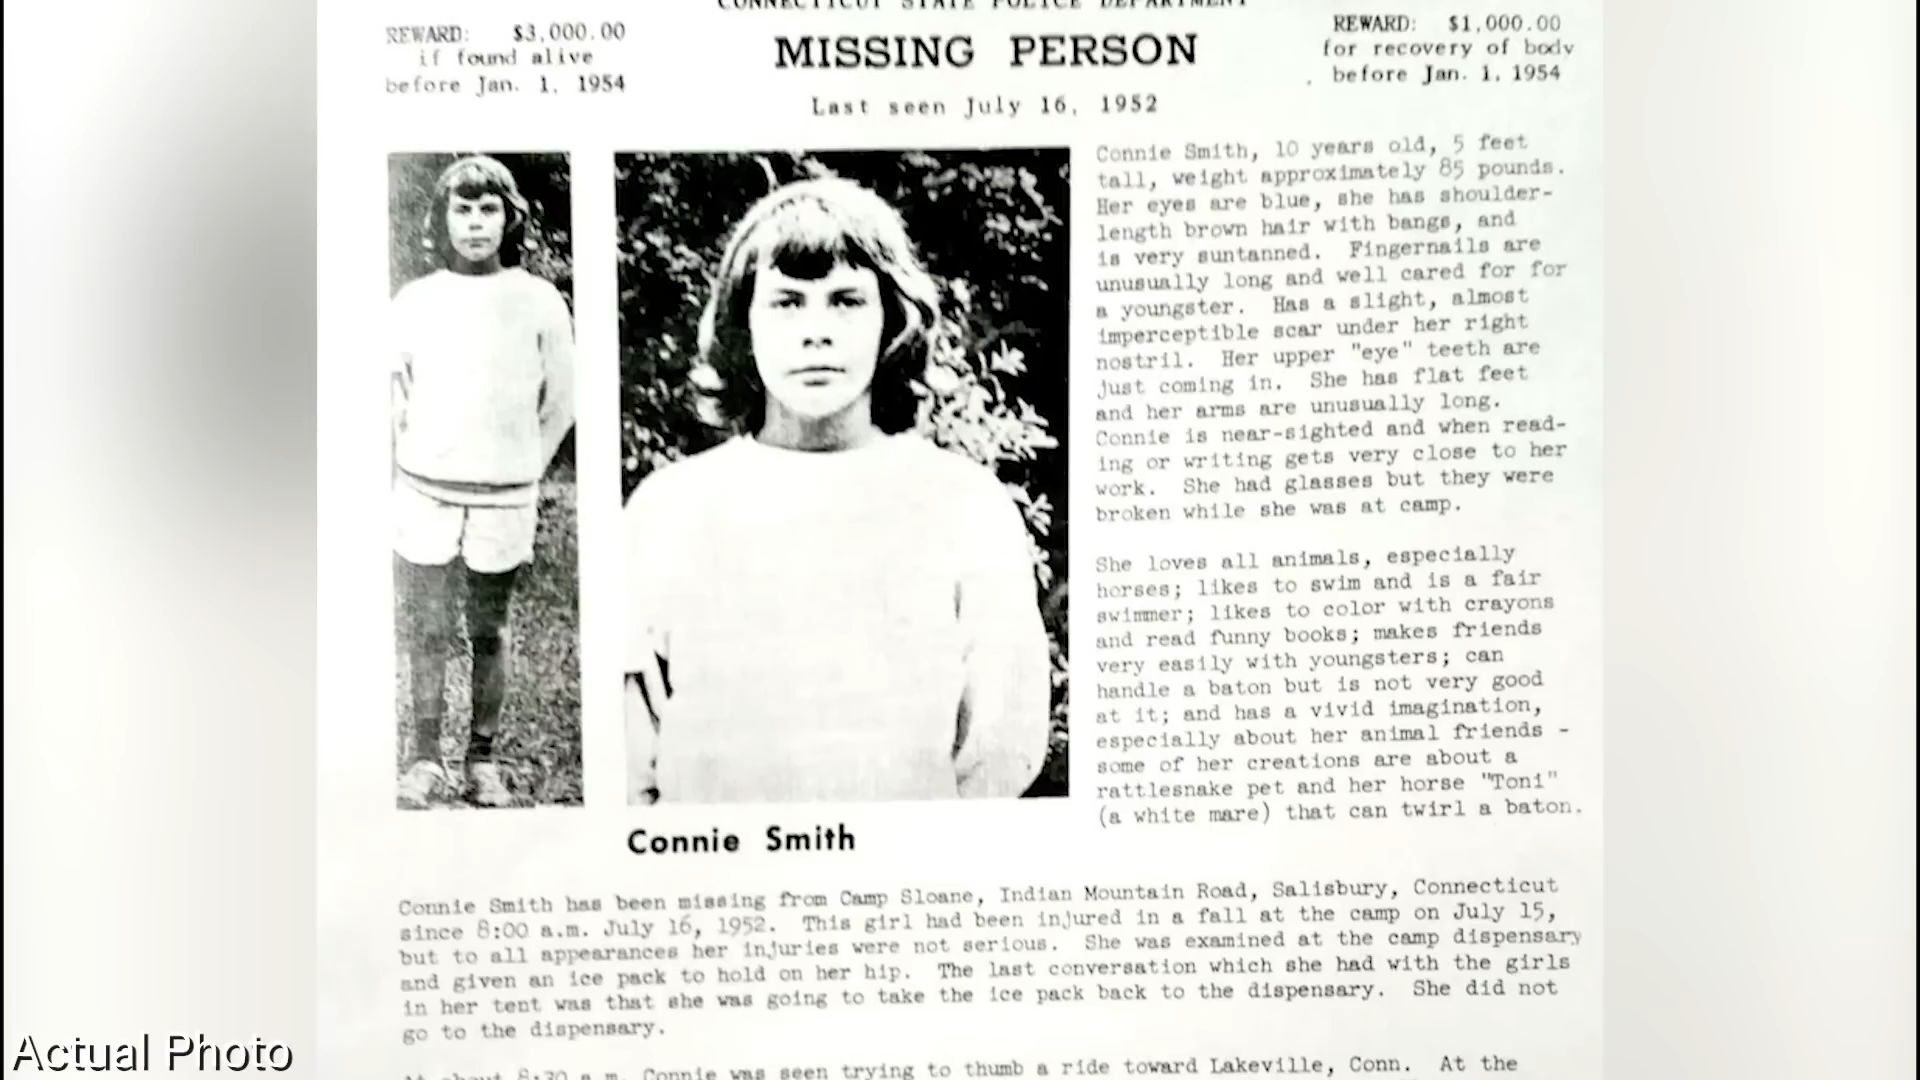 CONNECTICUT STATE POLICE DEPARTMENT
REWARD: $3,000.00
if found alive
before Jan. 1, 1954
MISSING PERSON
Last seen July 16, 1952
REWARD: $1,000.00
for recovery of body
before Jan. 1, 1954
Connie Smith, 10 years old, 5 feet
tall, weight approximately 85 pounds.
Her eyes are blue, she has shoulder-
length brown hair with bangs, and
is very suntanned. Fingernails are
unusually long and well cared for for
a youngster. Has a slight, almost
imperceptible scar under her right
nostril. Her upper "eye" teeth are
just coming in. She has flat feet
and her arms are unusually long.
Connie is near-sighted and when read-
ing or writing gets very close to her
work. She had glasses but they were
broken while she was at camp.
She loves all animals, especially
horses; likes to swim and is a fair
swimmer; likes to color with crayons
and read funny books; makes friends
very easily with youngsters; can
handle a baton but is not very good
at it; and has a vivid imagination,
especially about her animal friends -
some of her creations are about a
rattlesnake pet and her horse "Toni"
(a white mare) that can twirl a baton.
Connie Smith
Connie Smith has been missing from Camp Sloane, Indian Mountain Road, Salisbury, Connecticut
since 8:00 a.m. July 16, 1952. This girl had been injured in a fall at the camp on July 15,
but to all appearances her injuries were not serious. She was examined at the camp dispensary
and given an ice pack to hold on her hip. The last conversation which she had with the girls
in her tent was that she was going to take the ice pack back to the dispensary. She did not
go to the dispensary.
At about 8:30 a.m. Connie was seen trying to thumb a ride toward Lakeville, Conn. At the
Actual Photo